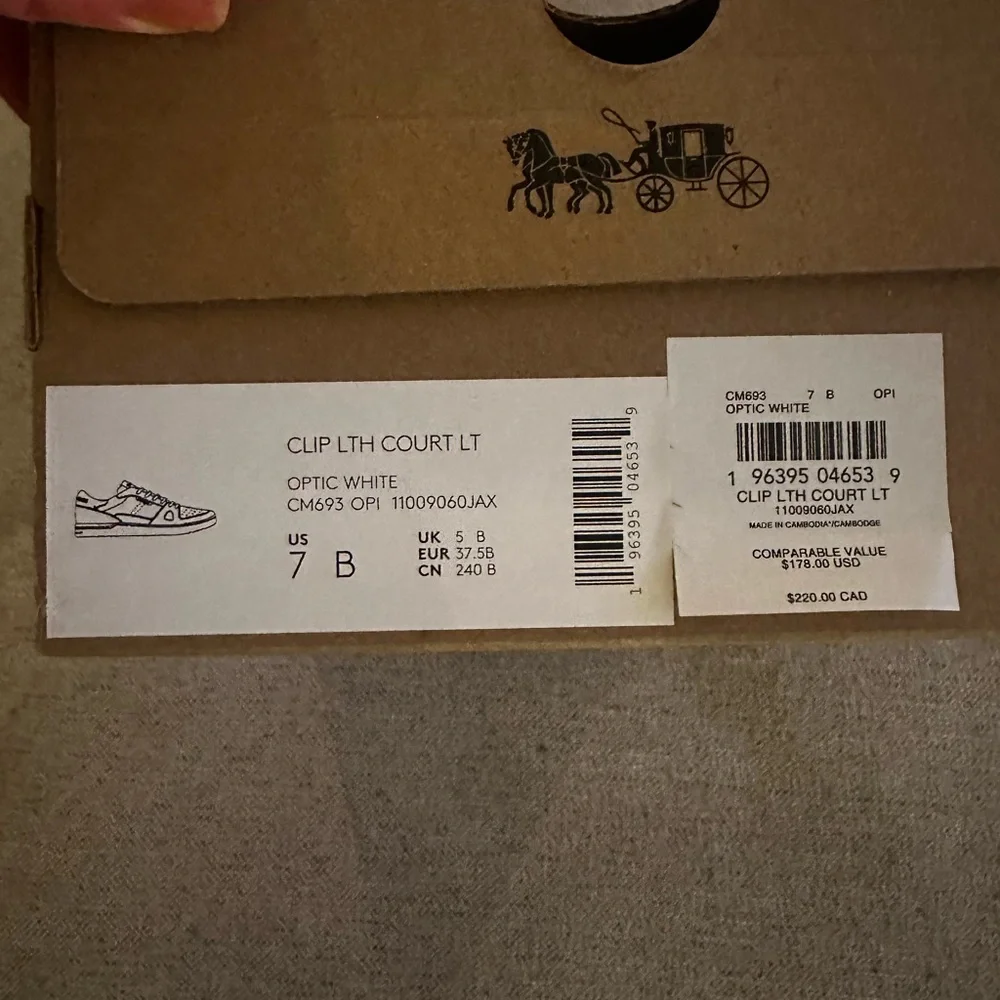 CLIP LTH COURT LT
OPTIC WHITE
CM693 OPI 11009060JAX
US
7 B
UK 5 B
EUR 37.5B
CN 240 B
1 96395 04653 9
CM693 7 B OPI
OPTIC WHITE
1 96395 04653 9
CLIP LTH COURT LT
11009060JAX
MADE IN CAMBODIA*/CAMBODGE
COMPARABLE VALUE
$178.00 USD
$220.00 CAD